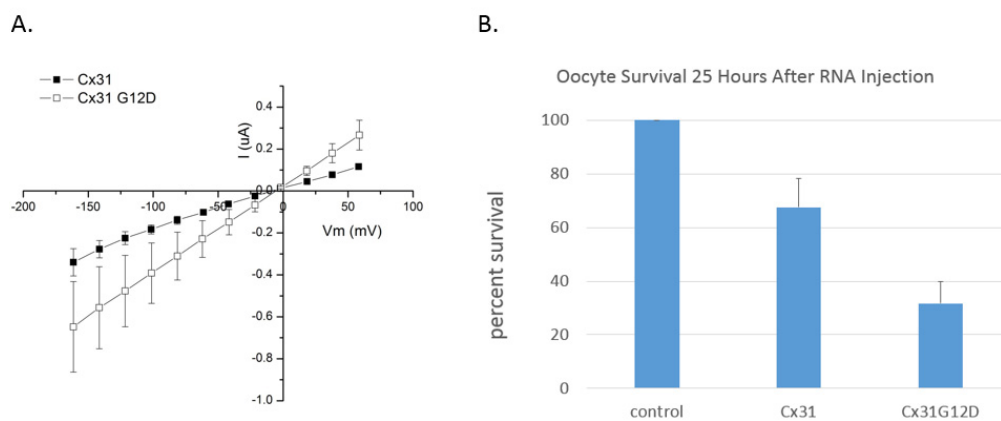 A.
B.
Cx31
Cx31 G12D
I (uA)
0.4
0.2
0.0
-0.2
-0.4
-0.6
-0.8
-1.0
-200
-150
-100
-50
0
50
100
Vm (mV)
Oocyte Survival 25 Hours After RNA Injection
percent survival
100
80
60
40
20
0
control
Cx31
Cx31G12D